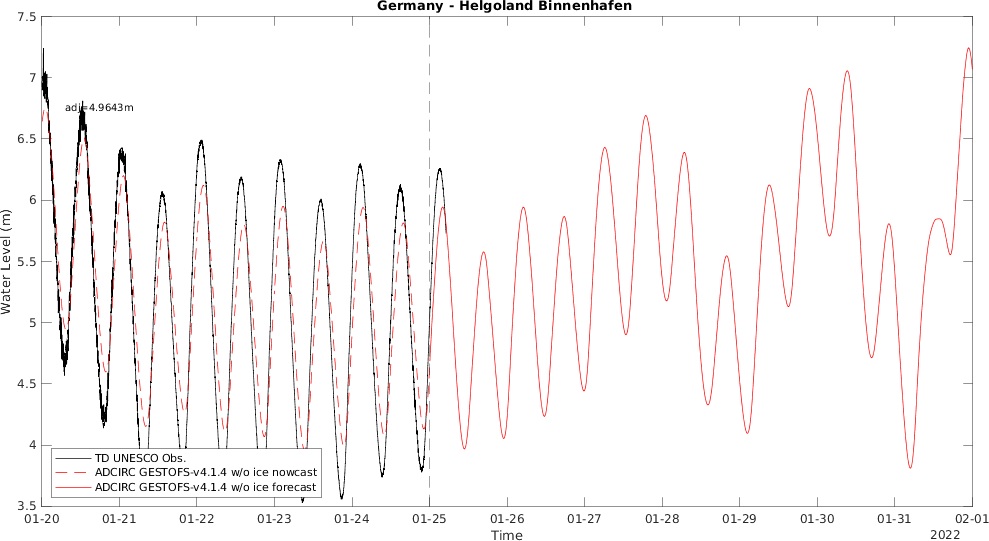 Germany - Helgoland Binnenhafen
7.5
7
6.5
6
5.5
5
4.5
4
3.5
Water Level (m)
adj=4.9643m
TD UNESCO Obs.
ADCIRC GESTOFS-v4.1.4 w/o ice nowcast
ADCIRC GESTOFS-v4.1.4 w/o ice forecast
01-20 01-21 01-22 01-23 01-24 01-25 01-26 01-27 01-28 01-29 01-30 01-31 02-01
Time
2022